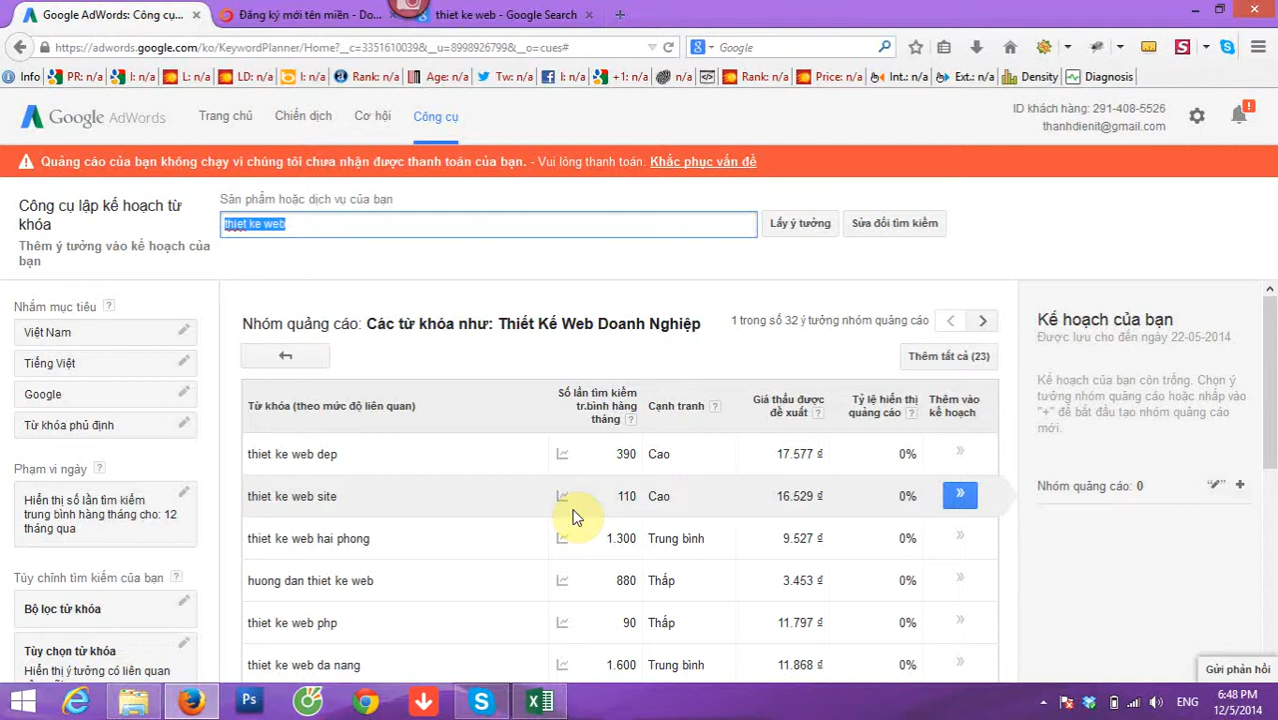 Google AdWords: Công cụ...
Đăng ký mới tên miền - Do...
thiet ke web - Google Search
https://adwords.google.com/ko/KeywordPlanner/Home?__c=3351610039&__u=8998926799&__o=cues#
Google
Info
PR: n/a
I: n/a
L: n/a
LD: n/a
I: n/a
Rank: n/a
Age: n/a
Tw: n/a
I: n/a
+1: n/a
n/a
Rank: n/a
Price: n/a
Int.: n/a
Ext.: n/a
Density
Diagnosis
Google AdWords
Trang chủ
Chiến dịch
Cơ hội
Công cụ
ID khách hàng: 291-408-5526
thanhdienit@gmail.com
Quảng cáo của bạn không chạy vì chúng tôi chưa nhận được thanh toán của bạn. - Vui lòng thanh toán. Khắc phục vấn đề
Công cụ lập kế hoạch từ khóa
Thêm ý tưởng vào kế hoạch của bạn
Sản phẩm hoặc dịch vụ của bạn
thiet ke web
Lấy ý tưởng
Sửa đổi tìm kiếm
Nhắm mục tiêu ?
Việt Nam
Tiếng Việt
Google
Từ khóa phủ định
Phạm vi ngày ?
Hiển thị số lần tìm kiếm
trung bình hàng tháng cho: 12
tháng qua
Tùy chỉnh tìm kiếm của bạn
Bộ lọc từ khóa
Tùy chọn từ khóa
Hiển thị ý tưởng có liên quan
Nhóm quảng cáo: Các từ khóa như: Thiết Kế Web Doanh Nghiệp
1 trong số 32 ý tưởng nhóm quảng cáo
Thêm tất cả (23)
Từ khóa (theo mức độ liên quan)
Số lần tìm kiếm
tr.bình hàng
tháng ?
Cạnh tranh ?
Giá thầu được
đề xuất ?
Tỷ lệ hiển thị
quảng cáo ?
Thêm vào
kế hoạch
thiet ke web dep 390 Cao 17.577 ₫ 0% »
thiet ke web site 110 Cao 16.529 ₫ 0% »
thiet ke web hai phong 1.300 Trung bình 9.527 ₫ 0% »
huong dan thiet ke web 880 Thấp 3.453 ₫ 0% »
thiet ke web php 90 Thấp 11.797 ₫ 0% »
thiet ke web da nang 1.600 Trung bình 11.868 ₫ 0% »
Kế hoạch của bạn
Được lưu cho đến ngày 22-05-2014
Kế hoạch của bạn còn trống. Chọn ý
tưởng nhóm quảng cáo hoặc nhấp vào
"+" để bắt đầu tạo nhóm quảng cáo
mới.
Nhóm quảng cáo: 0
Gửi phản hồi
Ps
ENG
6:48 PM
12/5/2014